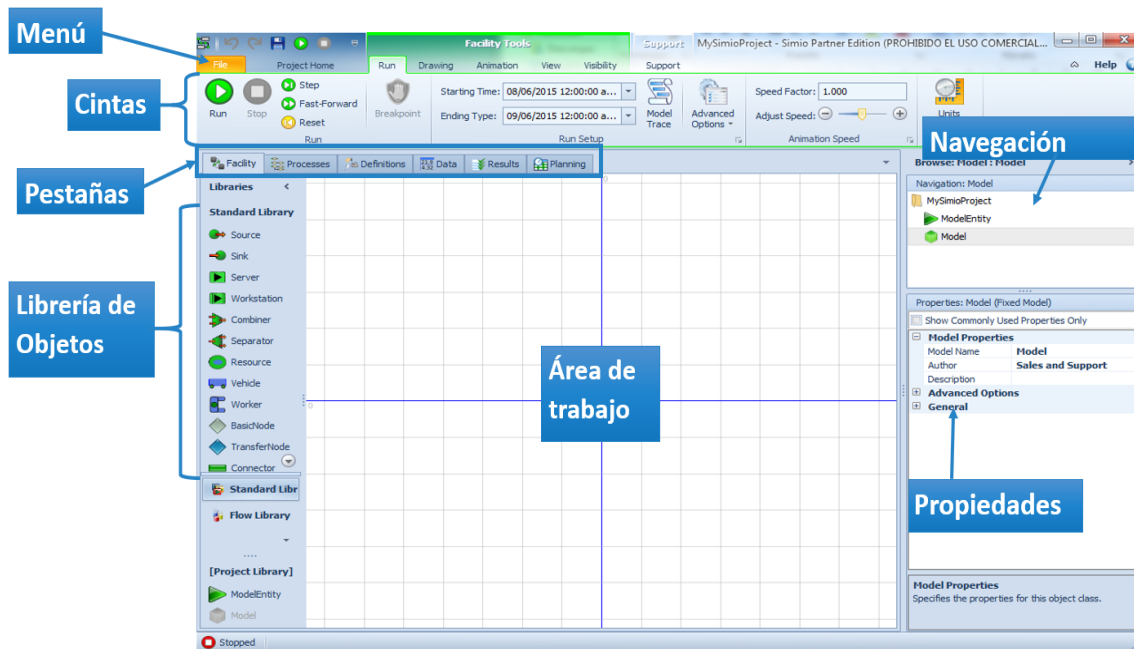 Menú
Cintas
Pestañas
Librería de
Objetos
Facility Tools
Support
MySimioProject - Simio Partner Edition (PROHIBIDO EL USO COMERCIAL...
File
Project Home
Run
Drawing
Animation
View
Visibility
Support
Help
Run
Stop
Step
Fast-Forward
Reset
Run
Breakpoint
Starting Time: 08/06/2015 12:00:00 a...
Ending Type: 09/06/2015 12:00:00 a...
Run Setup
Model
Trace
Advanced
Options
Speed Factor: 1.000
Adjust Speed:
Animation Speed
Units
Navegación
Facility
Processes
Definitions
Data
Results
Planning
Libraries
Standard Library
Source
Sink
Server
Workstation
Combiner
Separator
Resource
Vehicle
Worker
BasicNode
TransferNode
Connector
Standard Libr
Flow Library
[Project Library]
ModelEntity
Model
Stopped
0
0
Área de
trabajo
Browse: Model : Model
Navigation: Model
MySimioProject
ModelEntity
Model
Properties: Model (Fixed Model)
Show Commonly Used Properties Only
Model Properties
Model Name Model
Author Sales and Support
Description
Advanced Options
General
Propiedades
Model Properties
Specifies the properties for this object class.